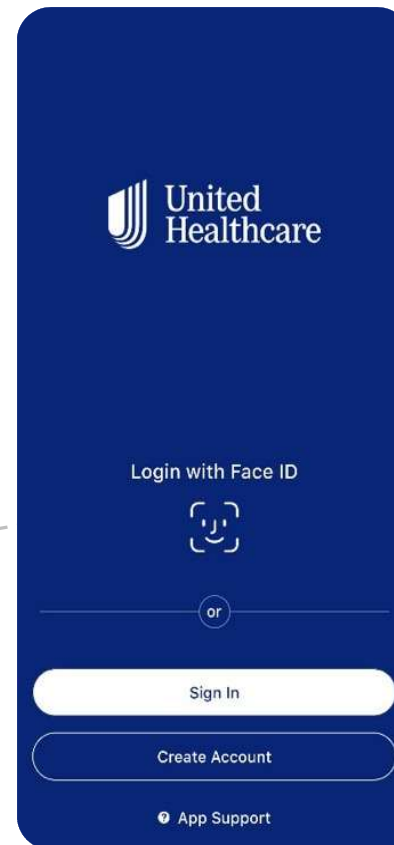 United
Healthcare
Login with Face ID
or
Sign In
Create Account
? App Support